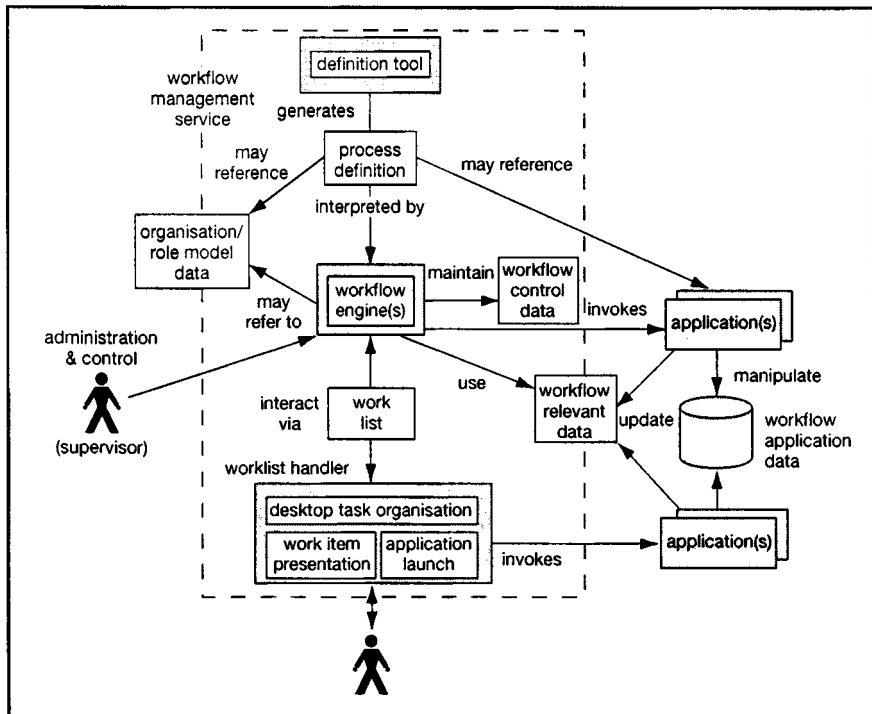 definition tool
workflow
management
service
generates
process
definition
may
reference
may reference
interpreted by
organisation/
role model
data
may
refer to
workflow
engine(s)
maintain
workflow
control
data
invokes
application(s)
administration
& control
(supervisor)
manipulate
use
workflow
relevant
data
update
workflow
application
data
interact
via
work
list
worklist handler
desktop task organisation
work item
presentation
application
launch
invokes
application(s)